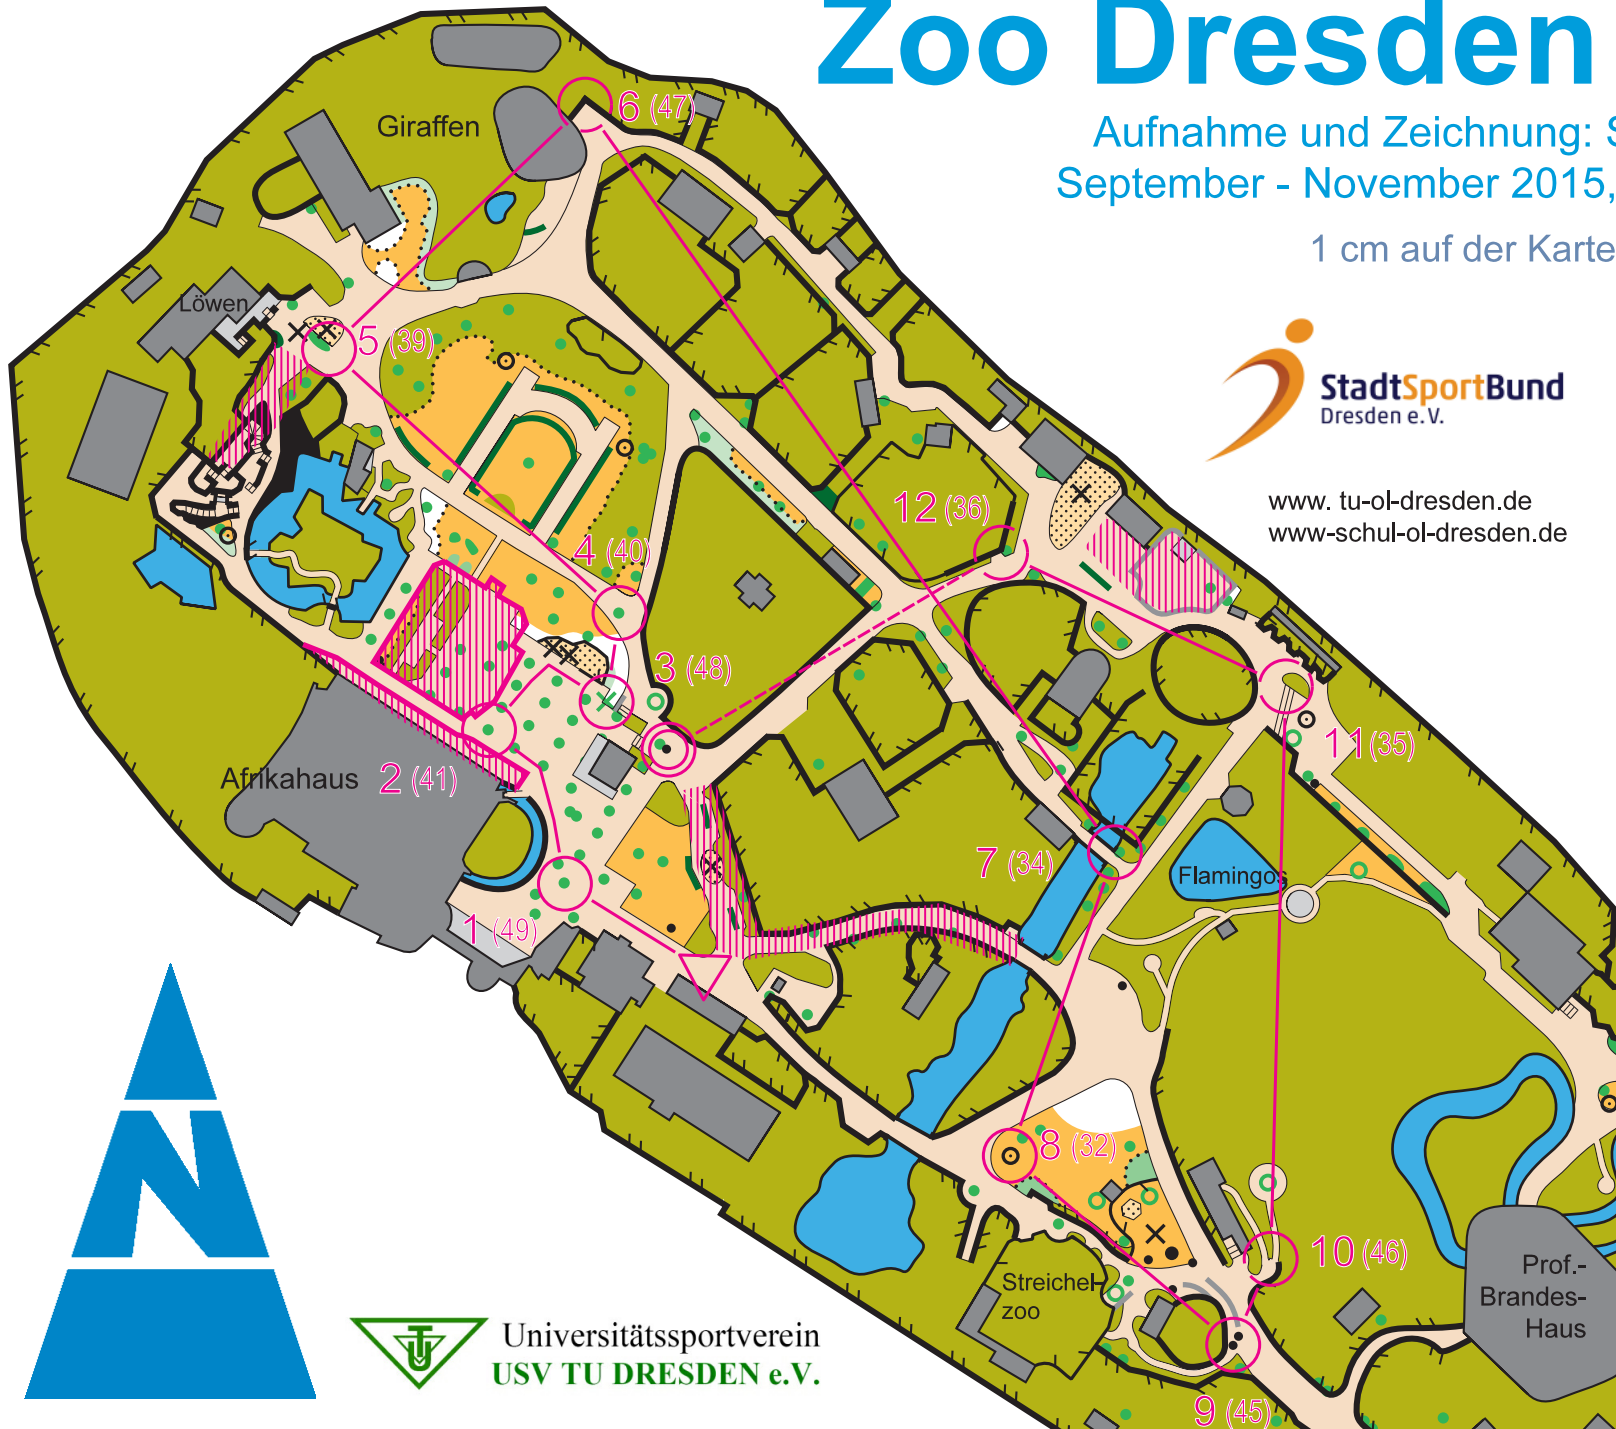 Zoo Dresden
Aufnahme und Zeichnung:
September - November 2015,
1 cm auf der Karte
StadtSportBund
Dresden e.V.
www. tu-ol-dresden.de
www-schul-ol-dresden.de
6 (47)
Giraffen
Löwen
5 (39)
12 (36)
4 (40)
3 (48)
11 (35)
Afrikahaus
2 (41)
7 (34)
Flamingos
1 (49)
8 (32)
10 (46)
Streichel-
zoo
Prof.-
Brandes-
Haus
9 (45)
N
TU
Universitätssportverein
USV TU DRESDEN e.V.